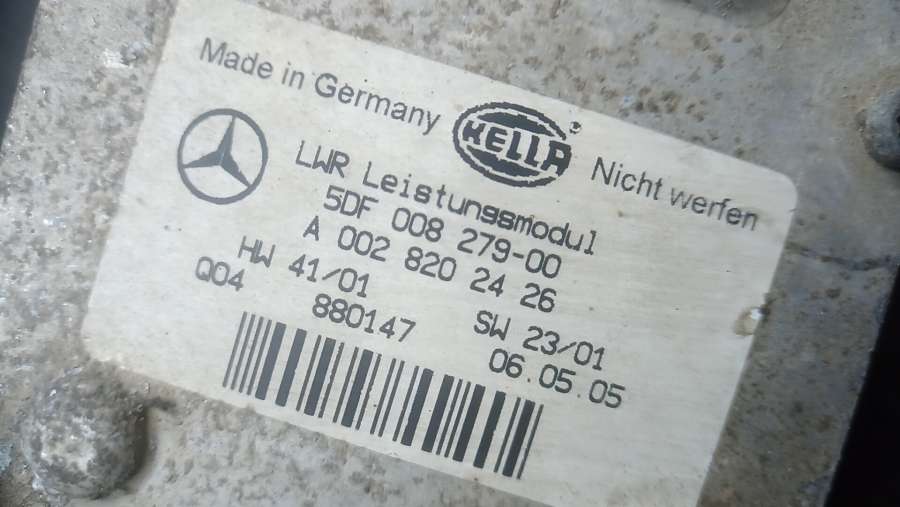 Made in Germany HELLA Nicht werfen
LWR Leistungsmodul
5DF 008 279-00
A 002 820 24 26
HW 41/01 SW 23/01
Q04 880147 06.05.05